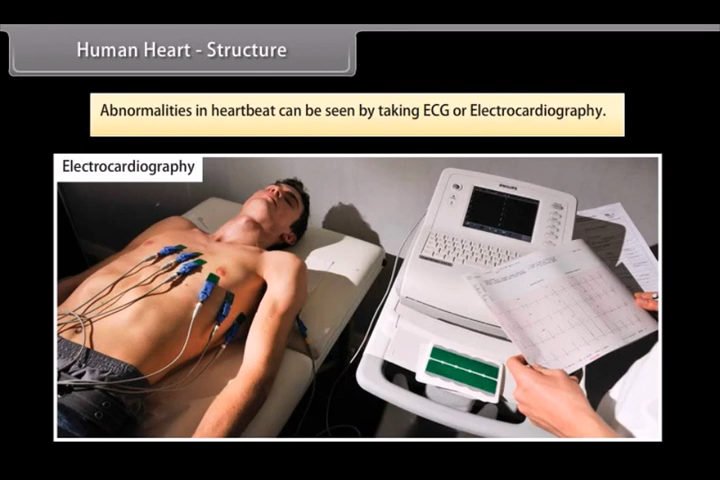 Human Heart - Structure
Abnormalities in heartbeat can be seen by taking ECG or Electrocardiography.
Electrocardiography
PHILIPS